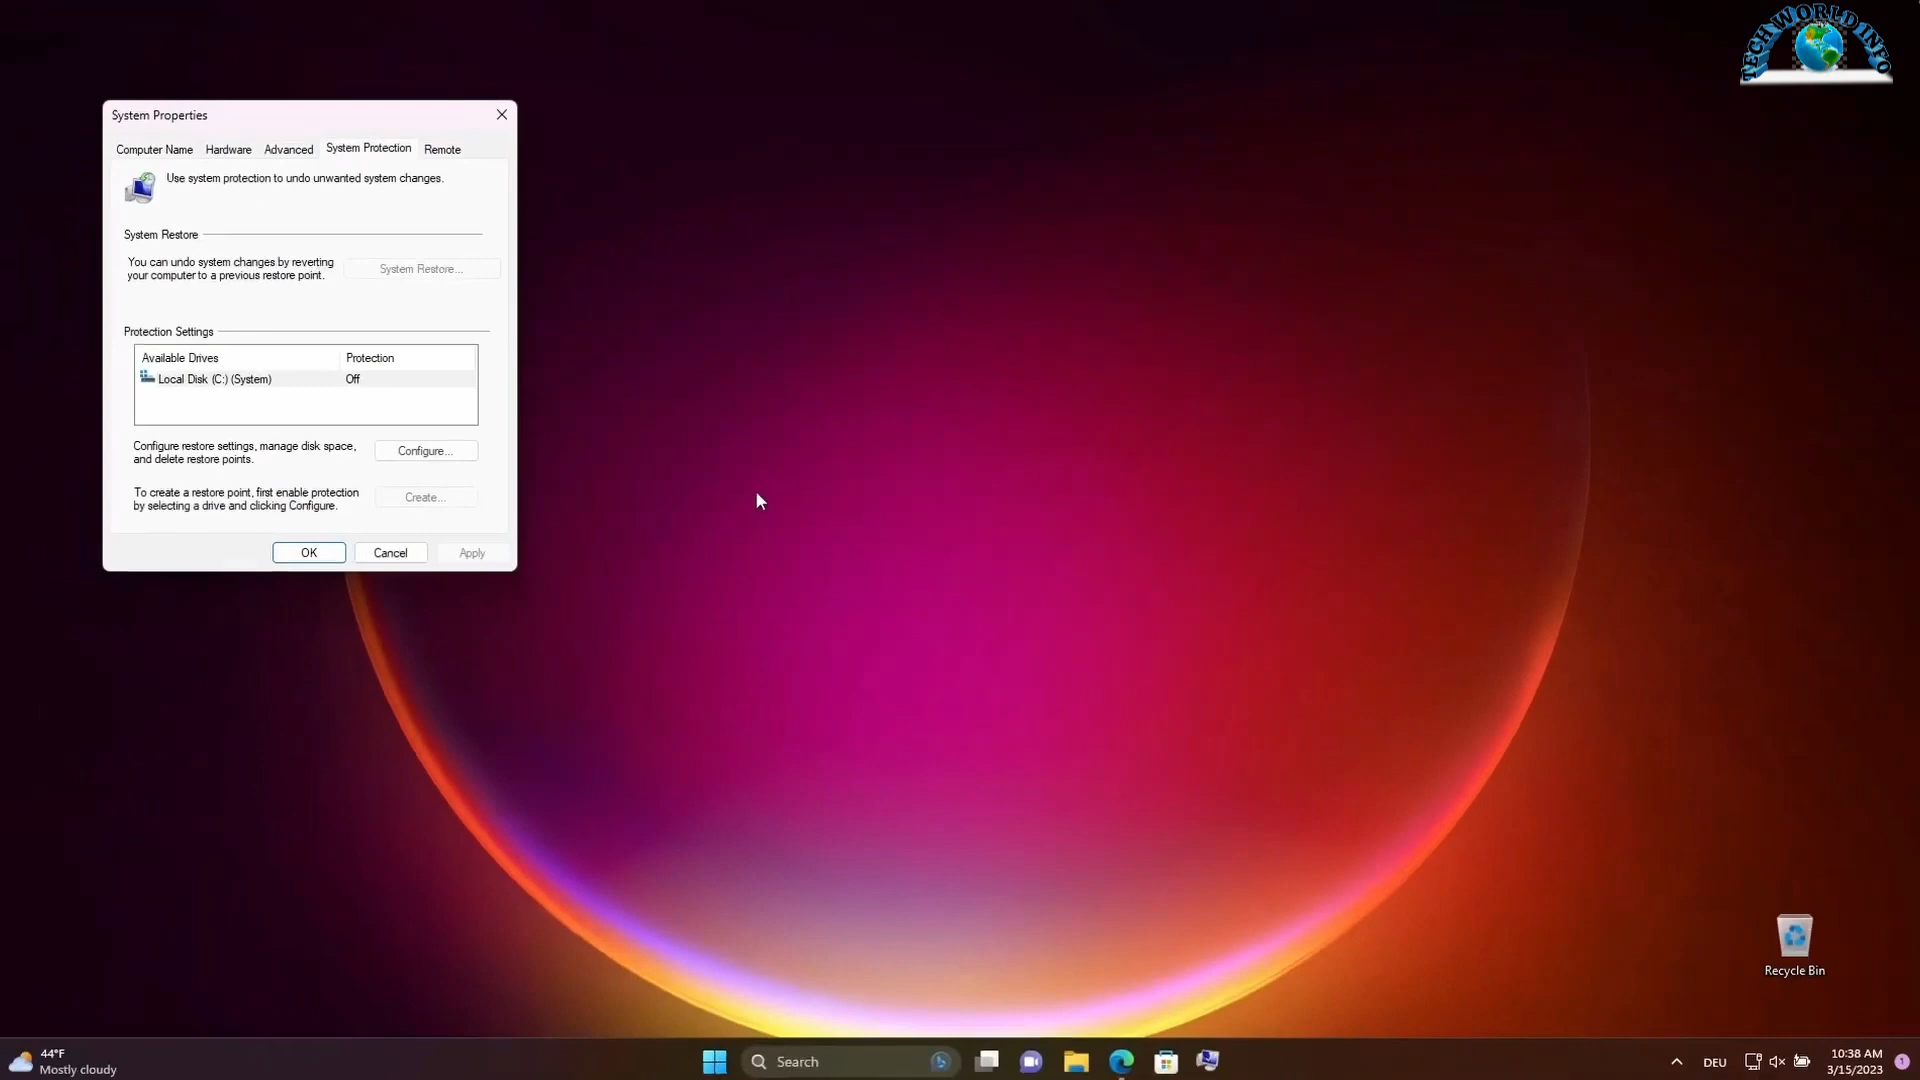 TECH WORLD INFO
System Properties
Computer Name Hardware Advanced System Protection Remote
Use system protection to undo unwanted system changes.
System Restore
You can undo system changes by reverting
your computer to a previous restore point.
System Restore...
Protection Settings
Available Drives Protection
Local Disk (C:) (System) Off
Configure restore settings, manage disk space,
and delete restore points.
Configure...
To create a restore point, first enable protection
by selecting a drive and clicking Configure.
Create...
OK Cancel Apply
Recycle Bin
44°F
Mostly cloudy
Search
DEU
10:38 AM
3/15/2023
1